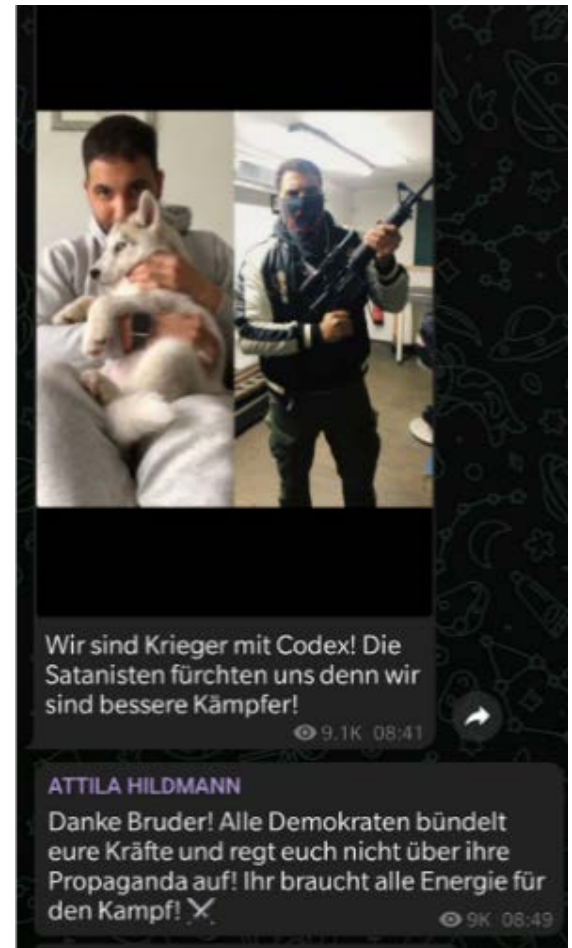 Wir sind Krieger mit Codex! Die
Satanisten fürchten uns denn wir
sind bessere Kämpfer!
9.1K 08:41
ATTILA HILDMANN
Danke Bruder! Alle Demokraten bündelt
eure Kräfte und regt euch nicht über ihre
Propaganda auf! Ihr braucht alle Energie für
den Kampf! ⚔
9K 08:49